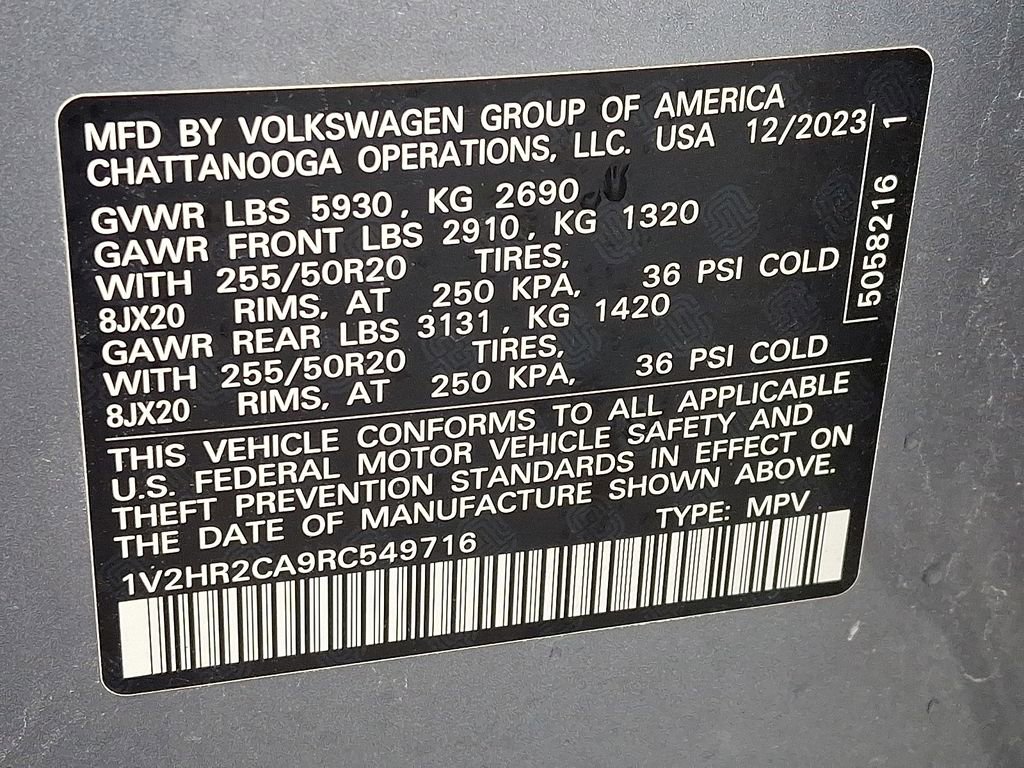 MFD BY VOLKSWAGEN GROUP OF AMERICA
CHATTANOOGA OPERATIONS, LLC. USA 12/2023
GVWR LBS 5930, KG 2690
GAWR FRONT LBS 2910, KG 1320
WITH 255/50R20 TIRES,
8JX20 RIMS, AT 250 KPA, 36 PSI COLD
GAWR REAR LBS 3131, KG 1420
WITH 255/50R20 TIRES,
8JX20 RIMS, AT 250 KPA, 36 PSI COLD
THIS VEHICLE CONFORMS TO ALL APPLICABLE
U.S. FEDERAL MOTOR VEHICLE SAFETY AND
THEFT PREVENTION STANDARDS IN EFFECT ON
THE DATE OF MANUFACTURE SHOWN ABOVE.
1V2HR2CA9RC549716 TYPE: MPV
5058216 1